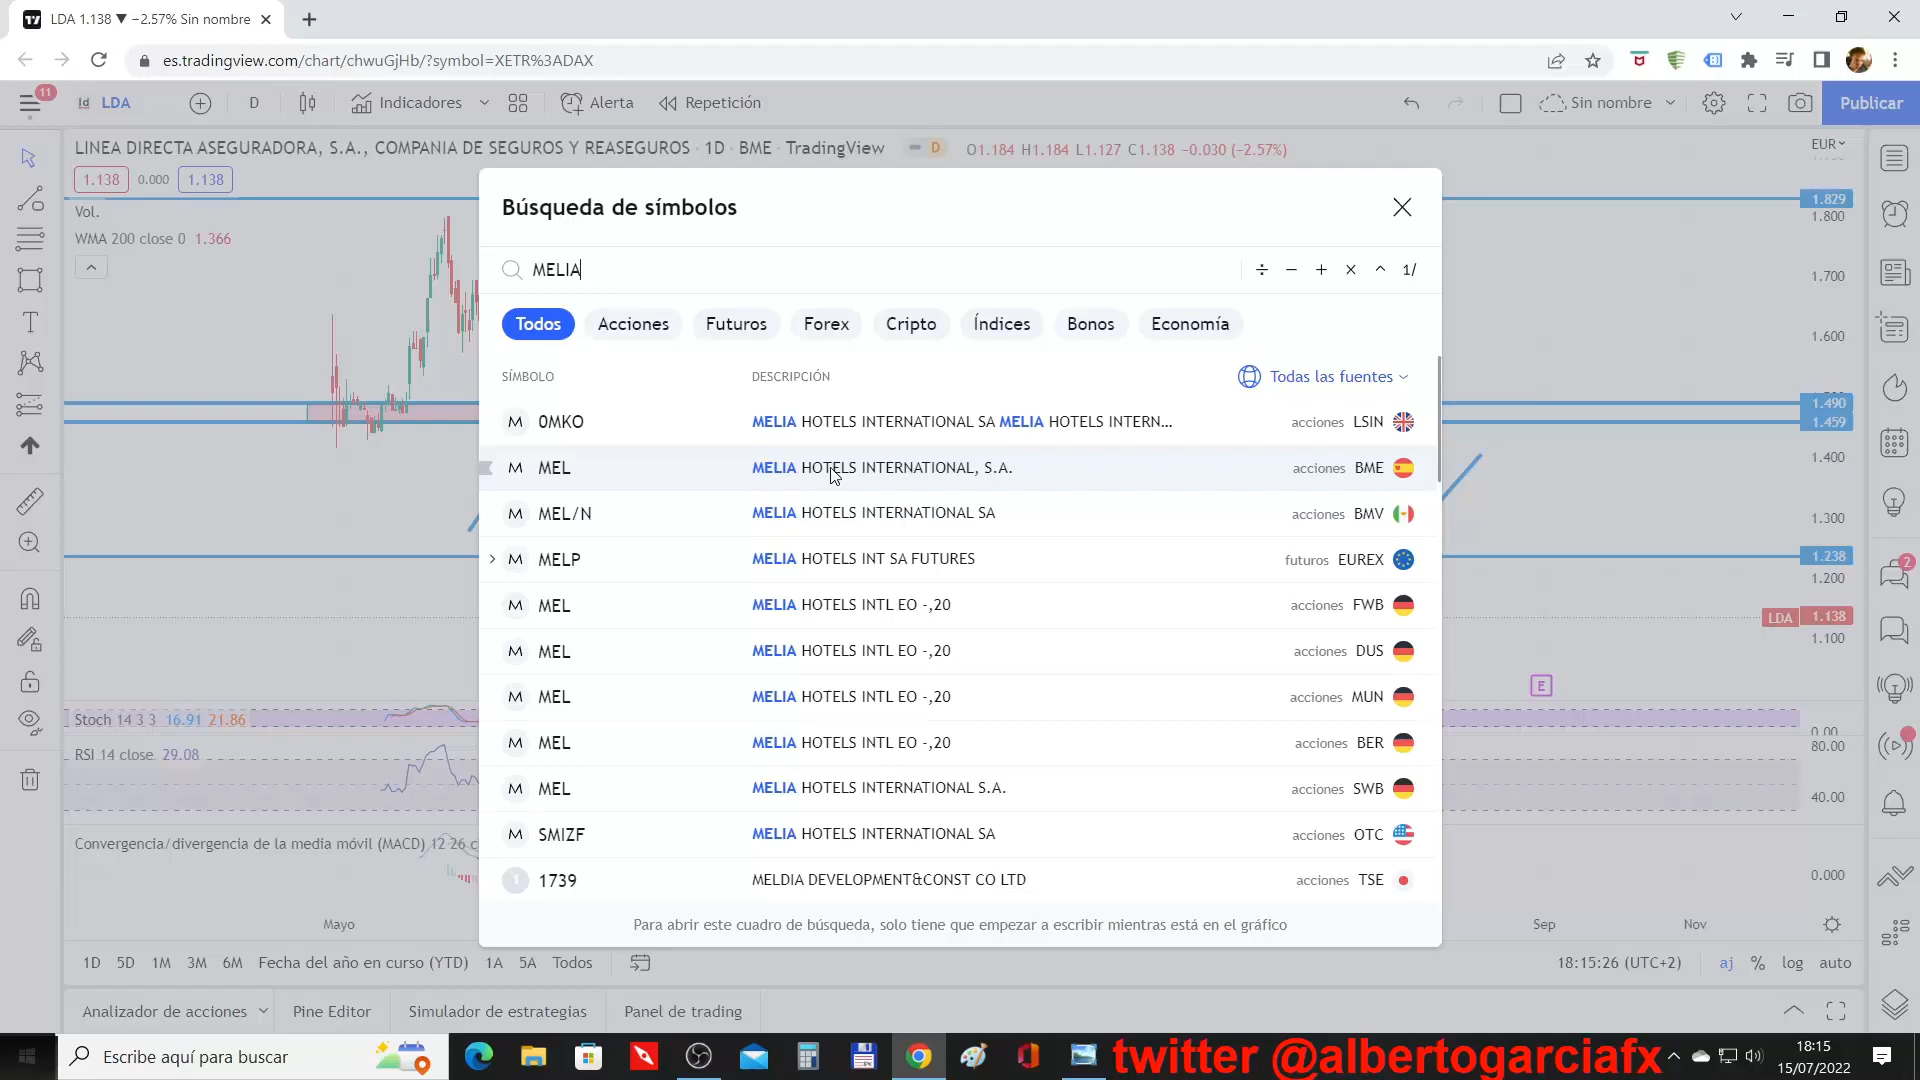 LDA 1.138 ▼ −2.57% Sin nombre
es.tradingview.com/chart/chwuGjHb/?symbol=XETR%3ADAX
11
ld LDA
D
Indicadores
Alerta
Repetición
Sin nombre
Publicar
LINEA DIRECTA ASEGURADORA, S.A., COMPANIA DE SEGUROS Y REASEGUROS · 1D · BME · TradingView
D
O1.184 H1.184 L1.127 C1.138 −0.030 (−2.57%)
EUR
1.138 0.000 1.138
Vol.
WMA 200 close 0 1.366
Búsqueda de símbolos
MELIA
÷ − + × ^ 1/
Todos Acciones Futuros Forex Cripto Índices Bonos Economía
SÍMBOLO DESCRIPCIÓN Todas las fuentes
M 0MKO MELIA HOTELS INTERNATIONAL SA MELIA HOTELS INTERN... acciones LSIN
M MEL MELIA HOTELS INTERNATIONAL, S.A. acciones BME
M MEL/N MELIA HOTELS INTERNATIONAL SA acciones BMV
M MELP MELIA HOTELS INT SA FUTURES futuros EUREX
M MEL MELIA HOTELS INTL EO -,20 acciones FWB
M MEL MELIA HOTELS INTL EO -,20 acciones DUS
M MEL MELIA HOTELS INTL EO -,20 acciones MUN
M MEL MELIA HOTELS INTL EO -,20 acciones BER
M MEL MELIA HOTELS INTERNATIONAL S.A. acciones SWB
M SMIZF MELIA HOTELS INTERNATIONAL SA acciones OTC
1 1739 MELDIA DEVELOPMENT&CONST CO LTD acciones TSE
Para abrir este cuadro de búsqueda, solo tiene que empezar a escribir mientras está en el gráfico
1.829
1.800
1.700
1.600
1.490
1.459
1.400
1.300
1.238
1.200
LDA 1.138
1.100
E
2
Stoch 14 3 3 16.91 21.86
0.00
RSI 14 close 29.08
80.00
40.00
Convergencia/divergencia de la media móvil (MACD) 12 26 c
0.000
Mayo
Sep
Nov
1D 5D 1M 3M 6M Fecha del año en curso (YTD) 1A 5A Todos
18:15:26 (UTC+2) aj % log auto
Analizador de acciones Pine Editor Simulador de estrategias Panel de trading
Escribe aquí para buscar
twitter @albertogarciafx
18:15
15/07/2022